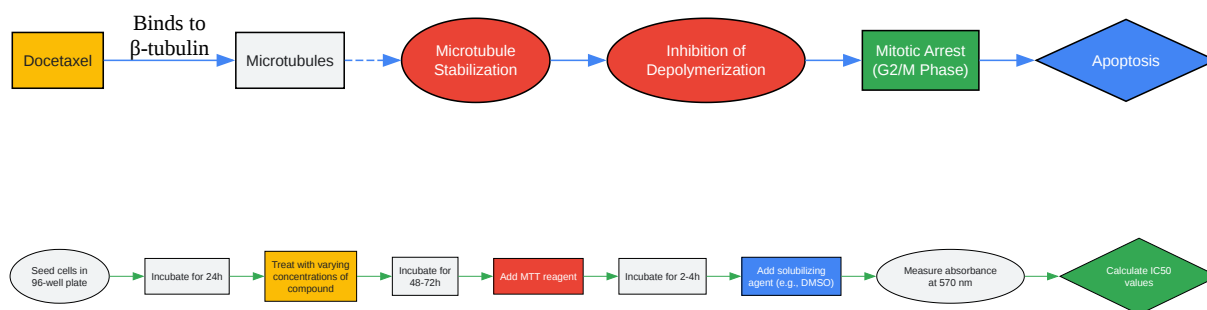 Docetaxel
Binds to
β-tubulin
Microtubules
Microtubule
Stabilization
Inhibition of
Depolymerization
Mitotic Arrest
(G2/M Phase)
Apoptosis
Seed cells in
96-well plate
Incubate for 24h
Treat with varying
concentrations of
compound
Incubate for
48-72h
Add MTT reagent
Incubate for 2-4h
Add solubilizing
agent (e.g., DMSO)
Measure absorbance
at 570 nm
Calculate IC50
values